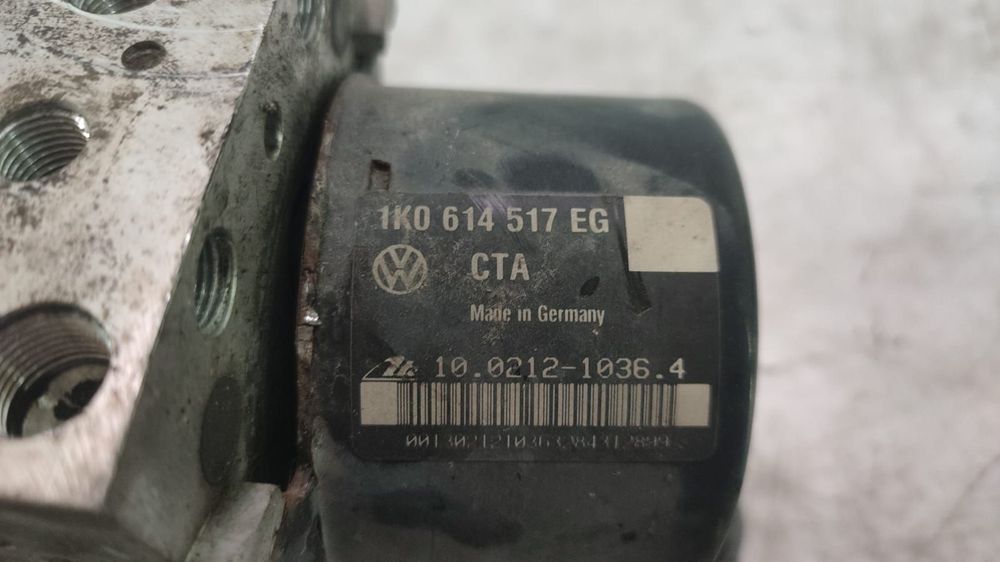 1K0 614 517 EG
CTA
Made in Germany
10.0212-1036.4